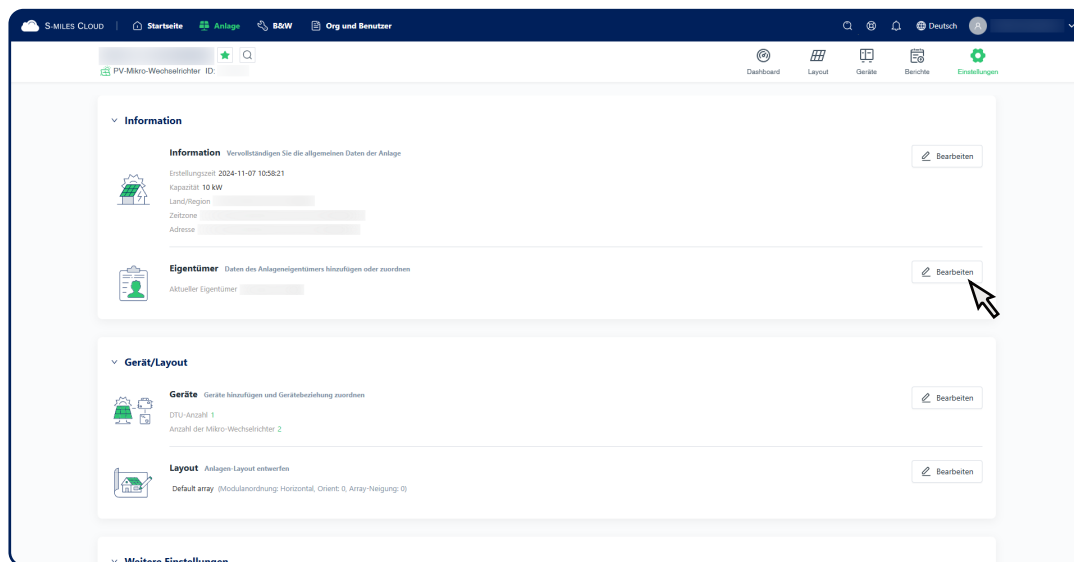 S-MILES CLOUD Startseite Anlage B&W Org und Benutzer Deutsch
PV-Mikro-Wechselrichter ID:
Dashboard Layout Geräte Berichte Einstellungen
Information
Information Vervollständigen Sie die allgemeinen Daten der Anlage
Bearbeiten
Erstellungszeit 2024-11-07 10:58:21
Kapazität 10 kW
Land/Region
Zeitzone
Adresse
Eigentümer Daten des Anlageneigentümers hinzufügen oder zuordnen
Bearbeiten
Aktueller Eigentümer
Gerät/Layout
Geräte Geräte hinzufügen und Gerätebeziehung zuordnen
Bearbeiten
DTU-Anzahl 1
Anzahl der Mikro-Wechselrichter 2
Layout Anlagen-Layout entwerfen
Bearbeiten
Default array (Modulanordnung: Horizontal, Orient: 0, Array-Neigung: 0)
Weitere Einstellungen